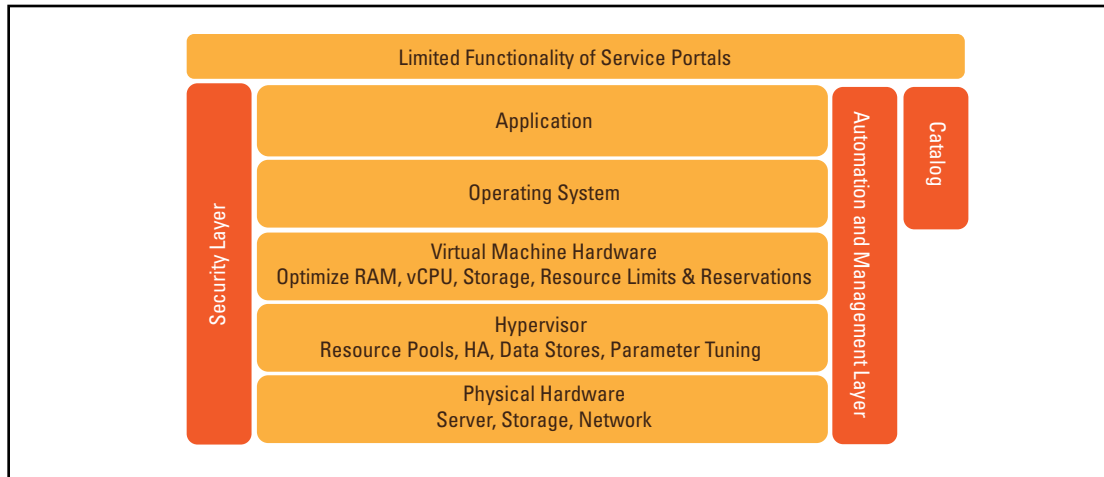 Limited Functionality of Service Portals
Security Layer
Application
Operating System
Virtual Machine Hardware
Optimize RAM, vCPU, Storage, Resource Limits & Reservations
Hypervisor
Resource Pools, HA, Data Stores, Parameter Tuning
Physical Hardware
Server, Storage, Network
Automation and Management Layer
Catalog